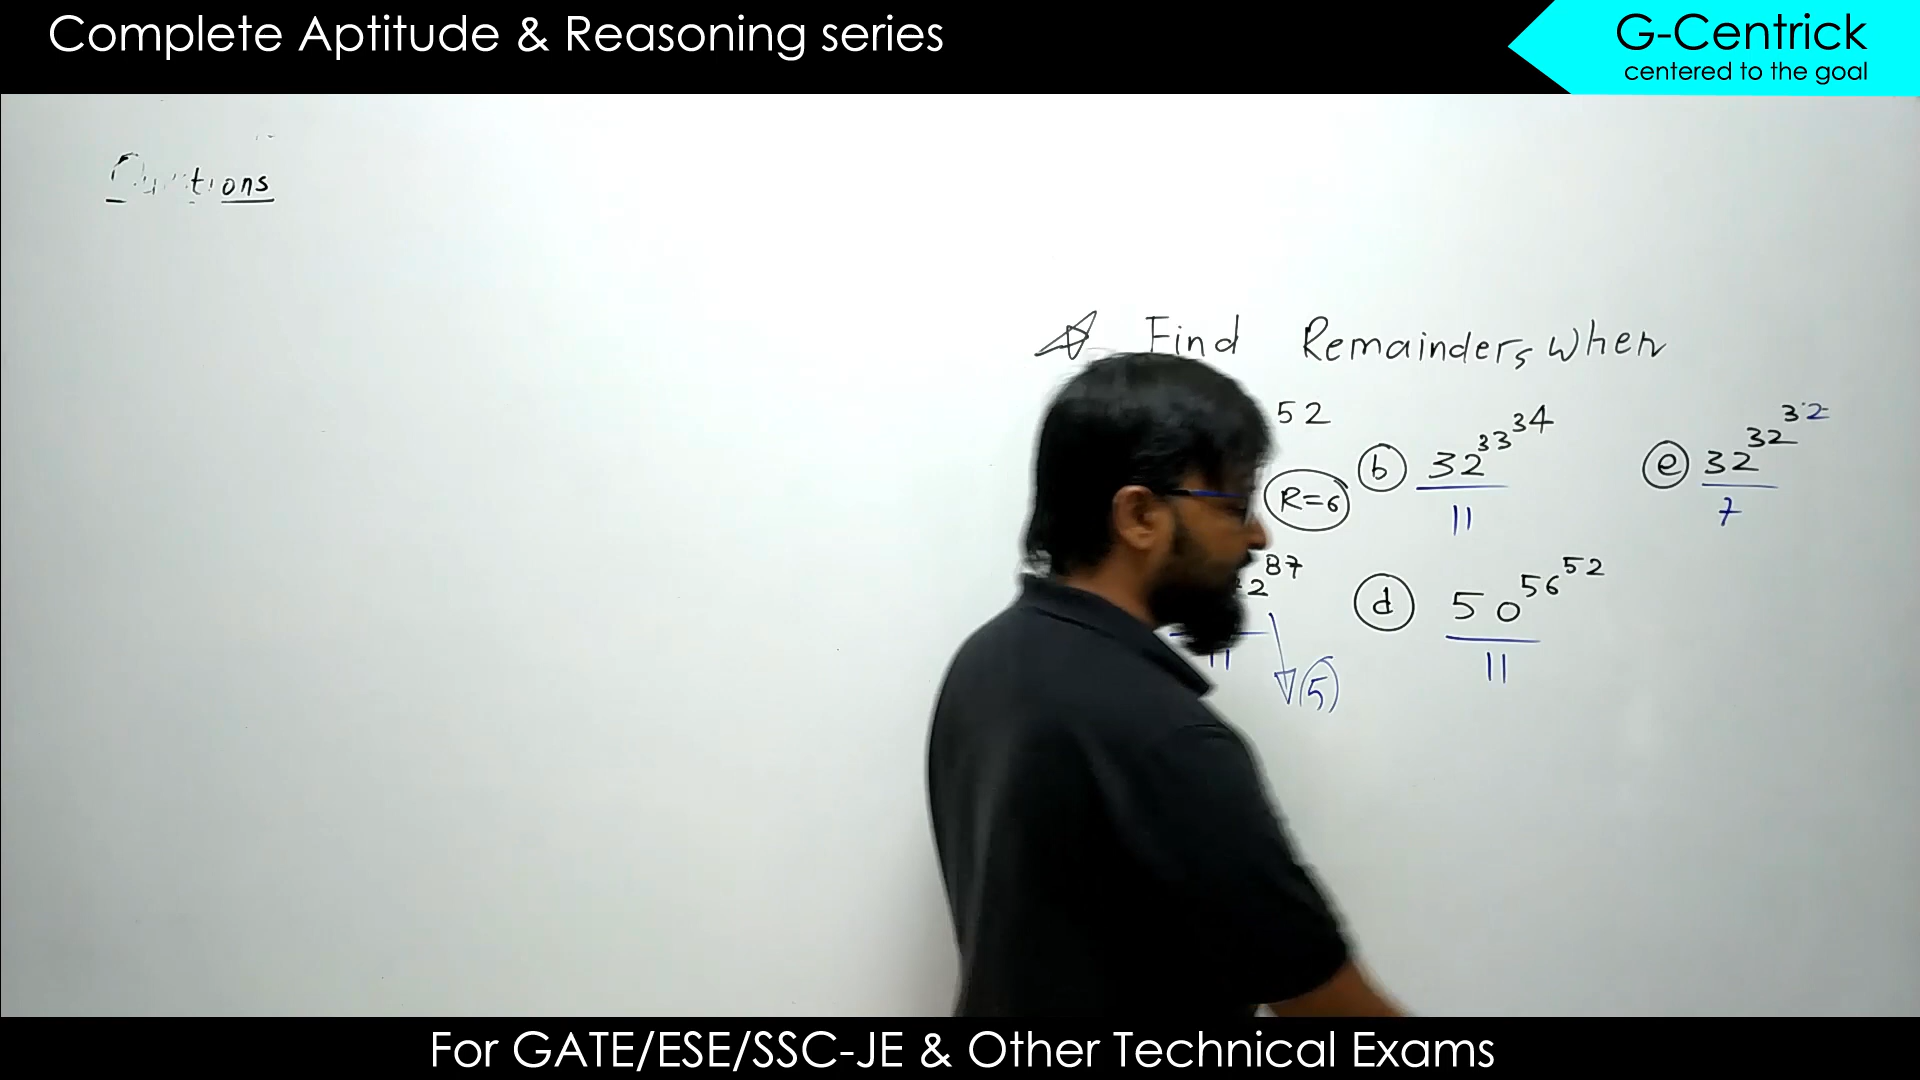 Complete Aptitude & Reasoning series
G-Centrick
centered to the goal
Find Remainders when
52
R=6
b 32^33^34
11
e 32^32^32
7
2^87
11
5
d 50^56^52
11
For GATE/ESE/SSC-JE & Other Technical Exams